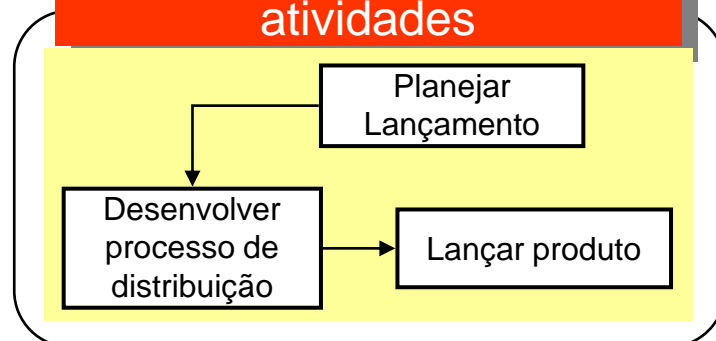 atividades
Planejar
Lançamento
Desenvolver
processo de
distribuição
Lançar produto